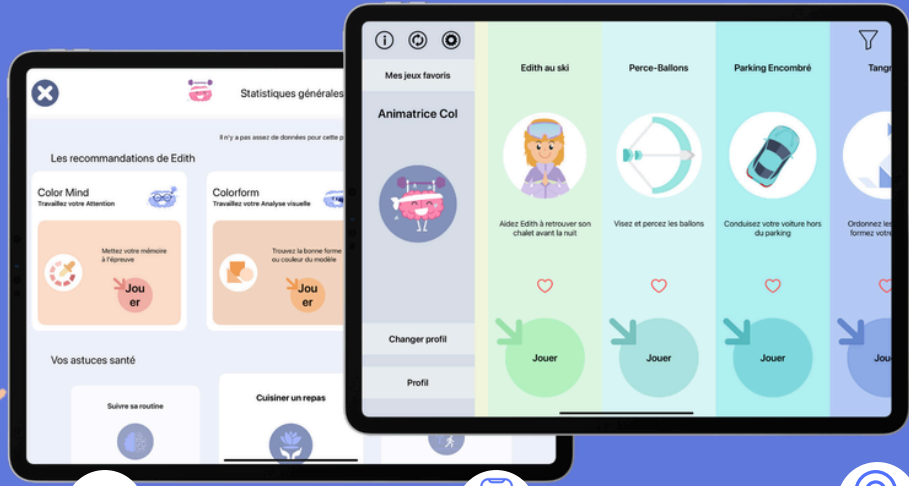 Statistiques générales
Il n'y a pas assez de données pour cette p
Les recommandations de Edith
Color Mind
Travaillez votre Attention
Mettez votre mémoire
à l'épreuve
Jou
er
Colorform
Travaillez votre Analyse visuelle
Trouvez la bonne forme
ou couleur du modèle
Jou
er
Vos astuces santé
Suivre sa routine
Cuisiner un repas
Mes jeux favoris
Animatrice Col
Changer profil
Profil
Edith au ski
Aidez Edith à retrouver son
chalet avant la nuit
Jouer
Perce-Ballons
Visez et percez les ballons
Jouer
Parking Encombré
Conduisez votre voiture hors
du parking
Jouer
Tangr
Ordonnez les
formez votre
Jou